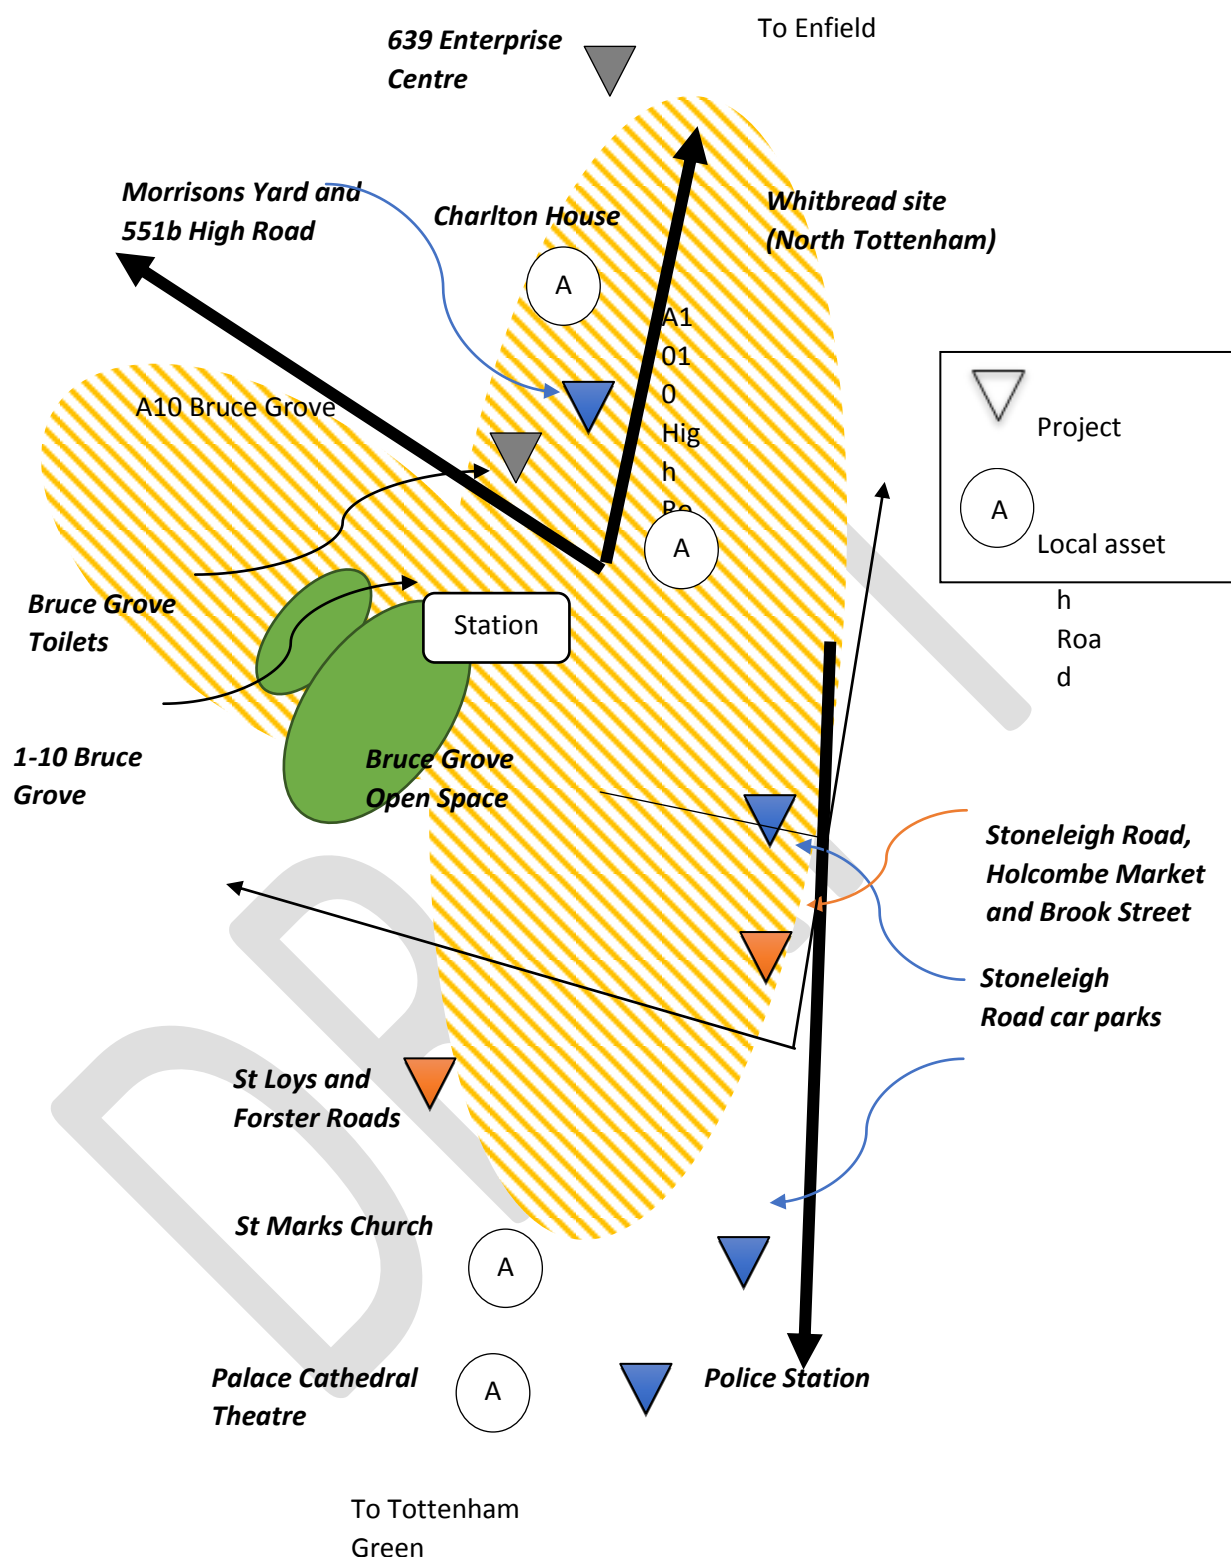 To Enfield
639 Enterprise
Centre
Morrisons Yard and
551b High Road
Charlton House
Whitbread site
(North Tottenham)
A
A1
01
0
Hig
h
Ro
A10 Bruce Grove
Project
A
Local asset
A
h
Roa
d
Bruce Grove
Toilets
Station
1-10 Bruce
Grove
Bruce Grove
Open Space
Stoneleigh Road,
Holcombe Market
and Brook Street
Stoneleigh
Road car parks
St Loys and
Forster Roads
St Marks Church
A
Palace Cathedral
Theatre
A
Police Station
To Tottenham
Green